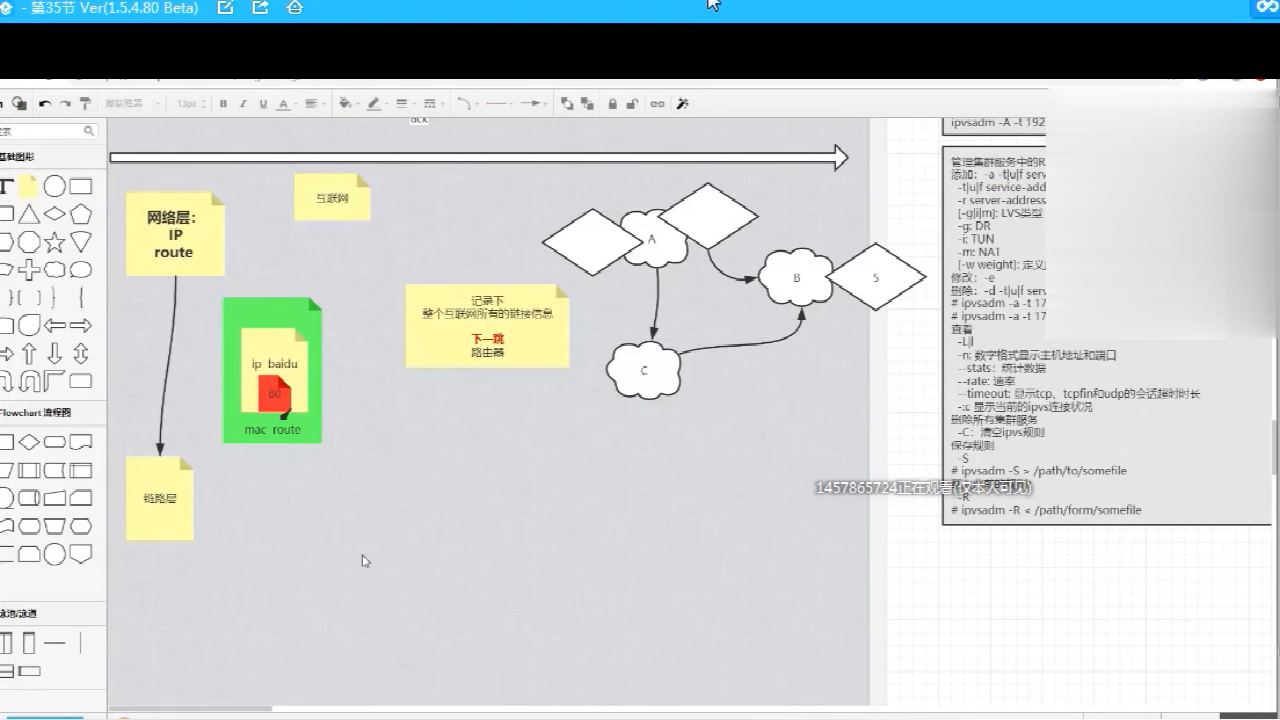 - 第35节 Ver(1.5.4.80 Beta)
13px
B I U A
ack
基础图形
Flowchart 流程图
泳池/泳道
网络层:
IP
route
互联网
记录下
整个互联网所有的链接信息
下一跳
路由器
ip baidu
80
mac route
链路层
A
B
S
C
ipvsadm -A -t 192
管理集群服务中的R
添加: -a -t|u|f serv
-t|u|f service-add
-r server-address
[-g|i|m]: LVS类型
-g: DR
-i: TUN
-m: NAT
[-w weight]: 定义
修改: -e
删除: -d -t|u|f serv
# ipvsadm -a -t 17
# ipvsadm -a -t 17
查看
-L|l
-n: 数字格式显示主机地址和端口
--stats: 统计数据
--rate: 速率
--timeout: 显示tcp、tcpfin和udp的会话超时时长
-c: 显示当前的ipvs连接状况
删除所有集群服务
-C: 清空ipvs规则
保存规则
-S
# ipvsadm -S > /path/to/somefile
1457865724正在观看(仅本人可见)
-R
# ipvsadm -R < /path/form/somefile